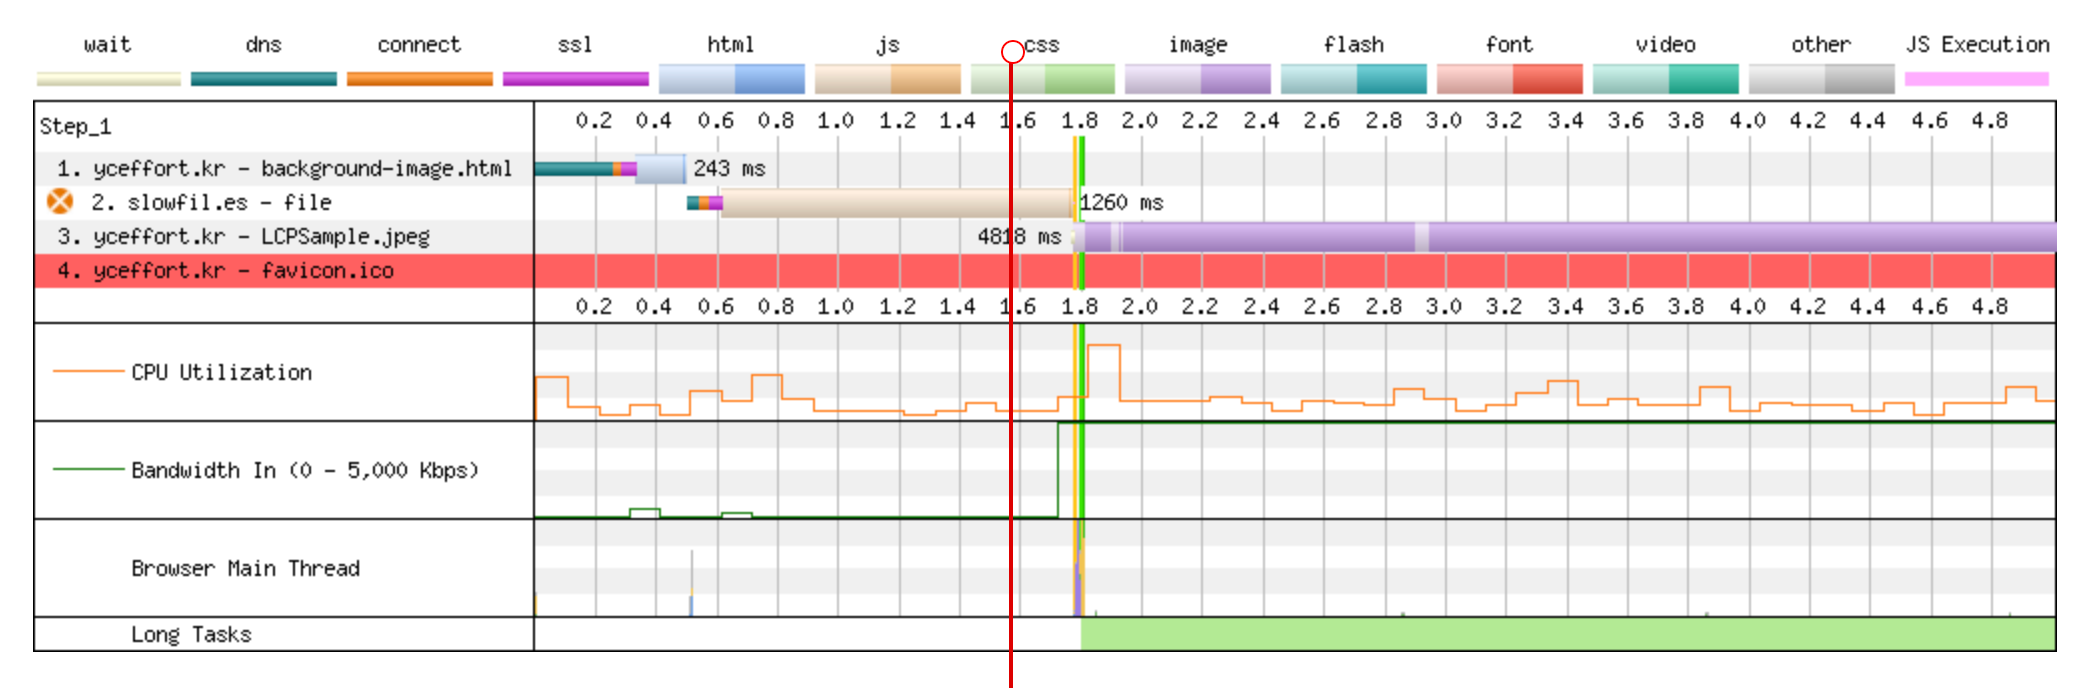 wait dns connect ssl html js css image flash font video other JS Execution
Step_1 0.2 0.4 0.6 0.8 1.0 1.2 1.4 1.6 1.8 2.0 2.2 2.4 2.6 2.8 3.0 3.2 3.4 3.6 3.8 4.0 4.2 4.4 4.6 4.8
1. yceffort.kr - background-image.html 243 ms
2. slowfil.es - file 1260 ms
3. yceffort.kr - LCPSample.jpeg 4818 ms
4. yceffort.kr - favicon.ico
0.2 0.4 0.6 0.8 1.0 1.2 1.4 1.6 1.8 2.0 2.2 2.4 2.6 2.8 3.0 3.2 3.4 3.6 3.8 4.0 4.2 4.4 4.6 4.8
CPU Utilization
Bandwidth In (0 - 5,000 Kbps)
Browser Main Thread
Long Tasks